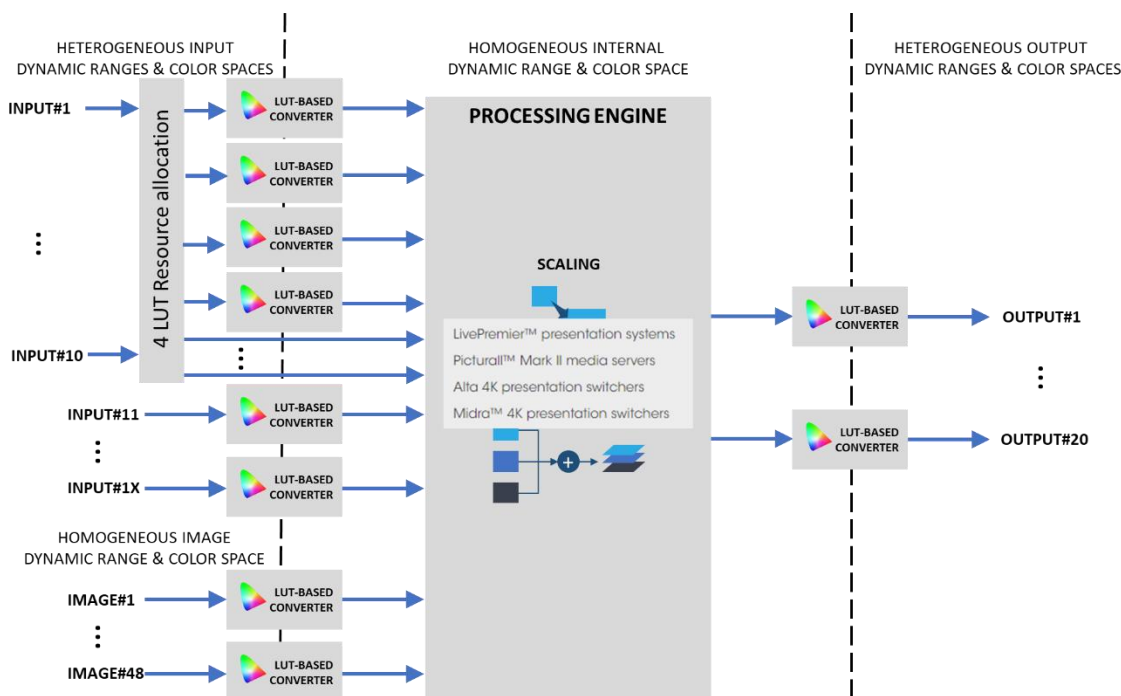 HETEROGENEOUS INPUT
DYNAMIC RANGES & COLOR SPACES
HOMOGENEOUS INTERNAL
DYNAMIC RANGE & COLOR SPACE
HETEROGENEOUS OUTPUT
DYNAMIC RANGES & COLOR SPACES
INPUT#1
4 LUT Resource allocation
LUT-BASED
CONVERTER
PROCESSING ENGINE
LUT-BASED
CONVERTER
LUT-BASED
CONVERTER
SCALING
LUT-BASED
CONVERTER
LUT-BASED
CONVERTER
OUTPUT#1
LivePremier™ presentation systems
Picturall™ Mark II media servers
Alta 4K presentation switchers
Midra™ 4K presentation switchers
INPUT#10
INPUT#11
LUT-BASED
CONVERTER
LUT-BASED
CONVERTER
OUTPUT#20
INPUT#1X
LUT-BASED
CONVERTER
HOMOGENEOUS IMAGE
DYNAMIC RANGE & COLOR SPACE
IMAGE#1
LUT-BASED
CONVERTER
IMAGE#48
LUT-BASED
CONVERTER